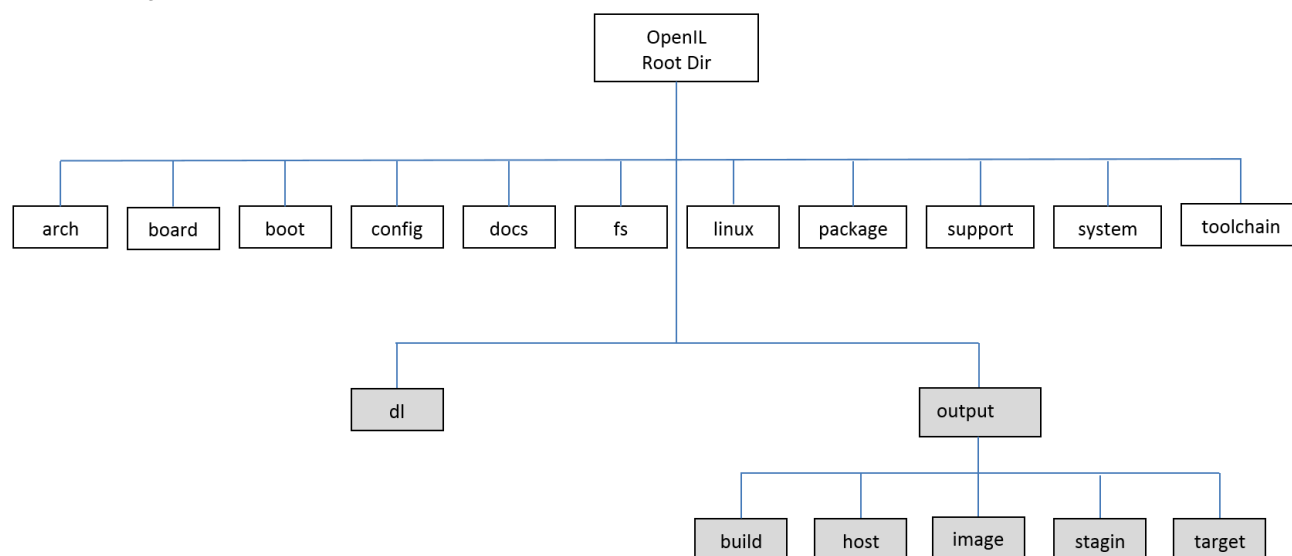 OpenIL
Root Dir
arch
board
boot
config
docs
fs
linux
package
support
system
toolchain
dl
output
build
host
image
stagin
target